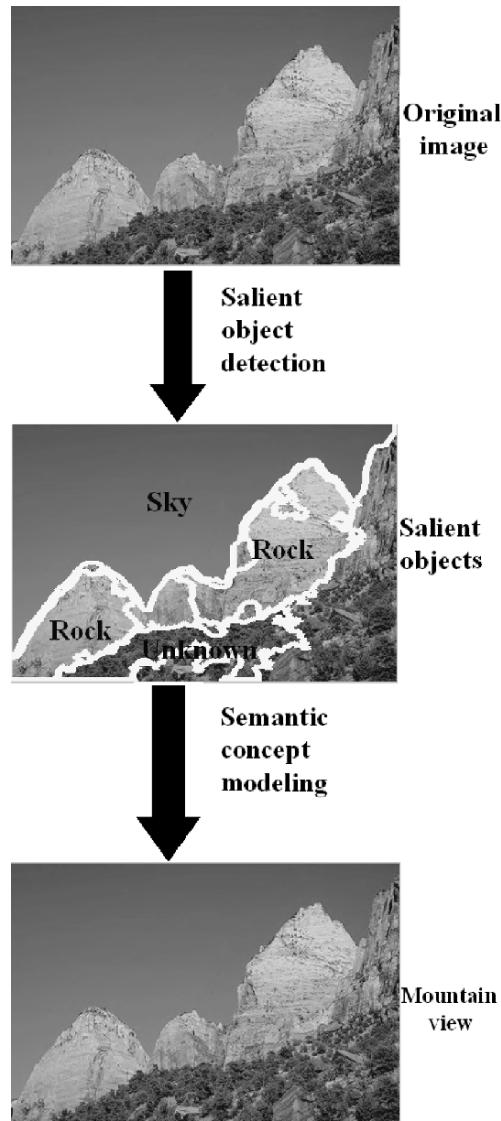 Original
image
Salient
object
detection
Sky
Rock
Salient
objects
Rock
Unknown
Semantic
concept
modeling
Mountain
view